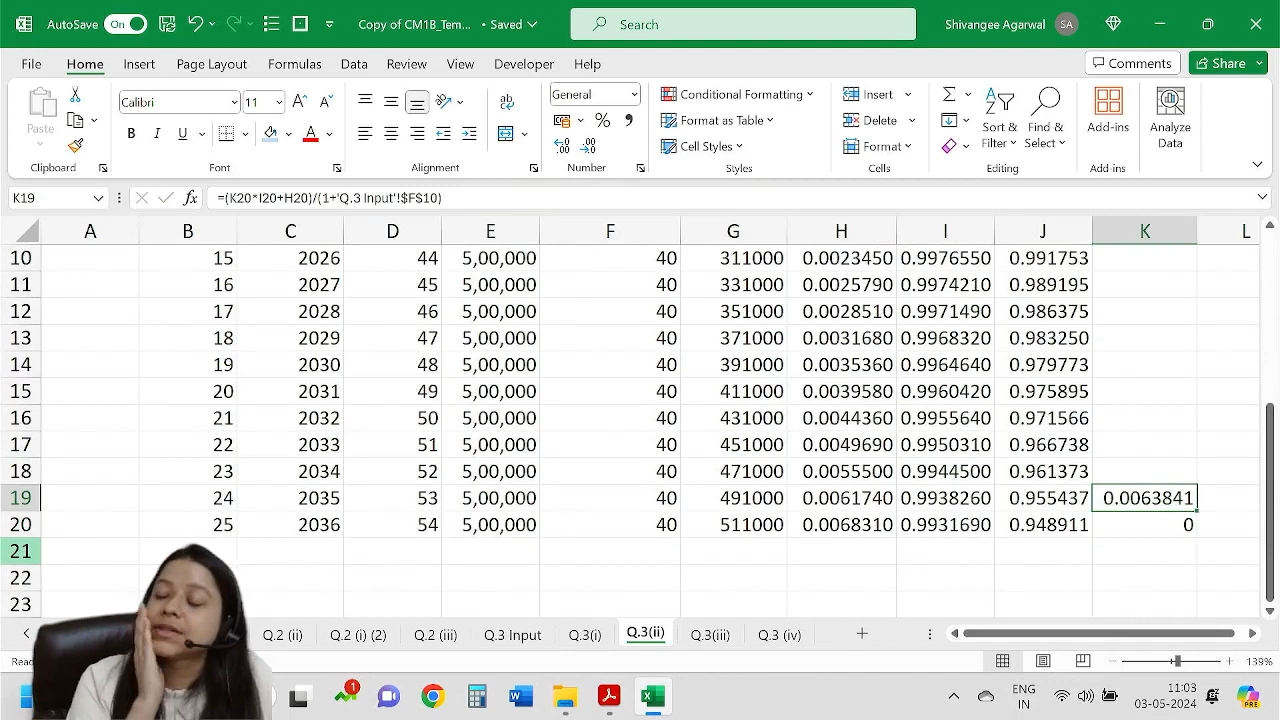 AutoSave On Copy of CM1B_Tem... • Saved Search Shivangee Agarwal SA
File Home Insert Page Layout Formulas Data Review View Developer Help Comments Share
Paste Calibri 11 General Conditional Formatting Format as Table Cell Styles Insert Delete Format Sort & Filter Find & Select Add-ins Analyze Data
Clipboard Font Alignment Number Styles Cells Editing Add-ins
K19 fx =(K20*I20+H20)/(1+'Q.3 Input'!$F$10)
A B C D E F G H I J K L
10 15 2026 44 5,00,000 40 311000 0.0023450 0.9976550 0.991753
11 16 2027 45 5,00,000 40 331000 0.0025790 0.9974210 0.989195
12 17 2028 46 5,00,000 40 351000 0.0028510 0.9971490 0.986375
13 18 2029 47 5,00,000 40 371000 0.0031680 0.9968320 0.983250
14 19 2030 48 5,00,000 40 391000 0.0035360 0.9964640 0.979773
15 20 2031 49 5,00,000 40 411000 0.0039580 0.9960420 0.975895
16 21 2032 50 5,00,000 40 431000 0.0044360 0.9955640 0.971566
17 22 2033 51 5,00,000 40 451000 0.0049690 0.9950310 0.966738
18 23 2034 52 5,00,000 40 471000 0.0055500 0.9944500 0.961373
19 24 2035 53 5,00,000 40 491000 0.0061740 0.9938260 0.955437 0.0063841
20 25 2036 54 5,00,000 40 511000 0.0068310 0.9931690 0.948911 0
21
22
23
Q.2 (ii) Q.2 (i) (2) Q.2 (iii) Q.3 Input Q.3(i) Q.3(ii) Q.3(iii) Q.3 (iv)
139%
1 ENG IN 11:03 03-05-2024 PRE